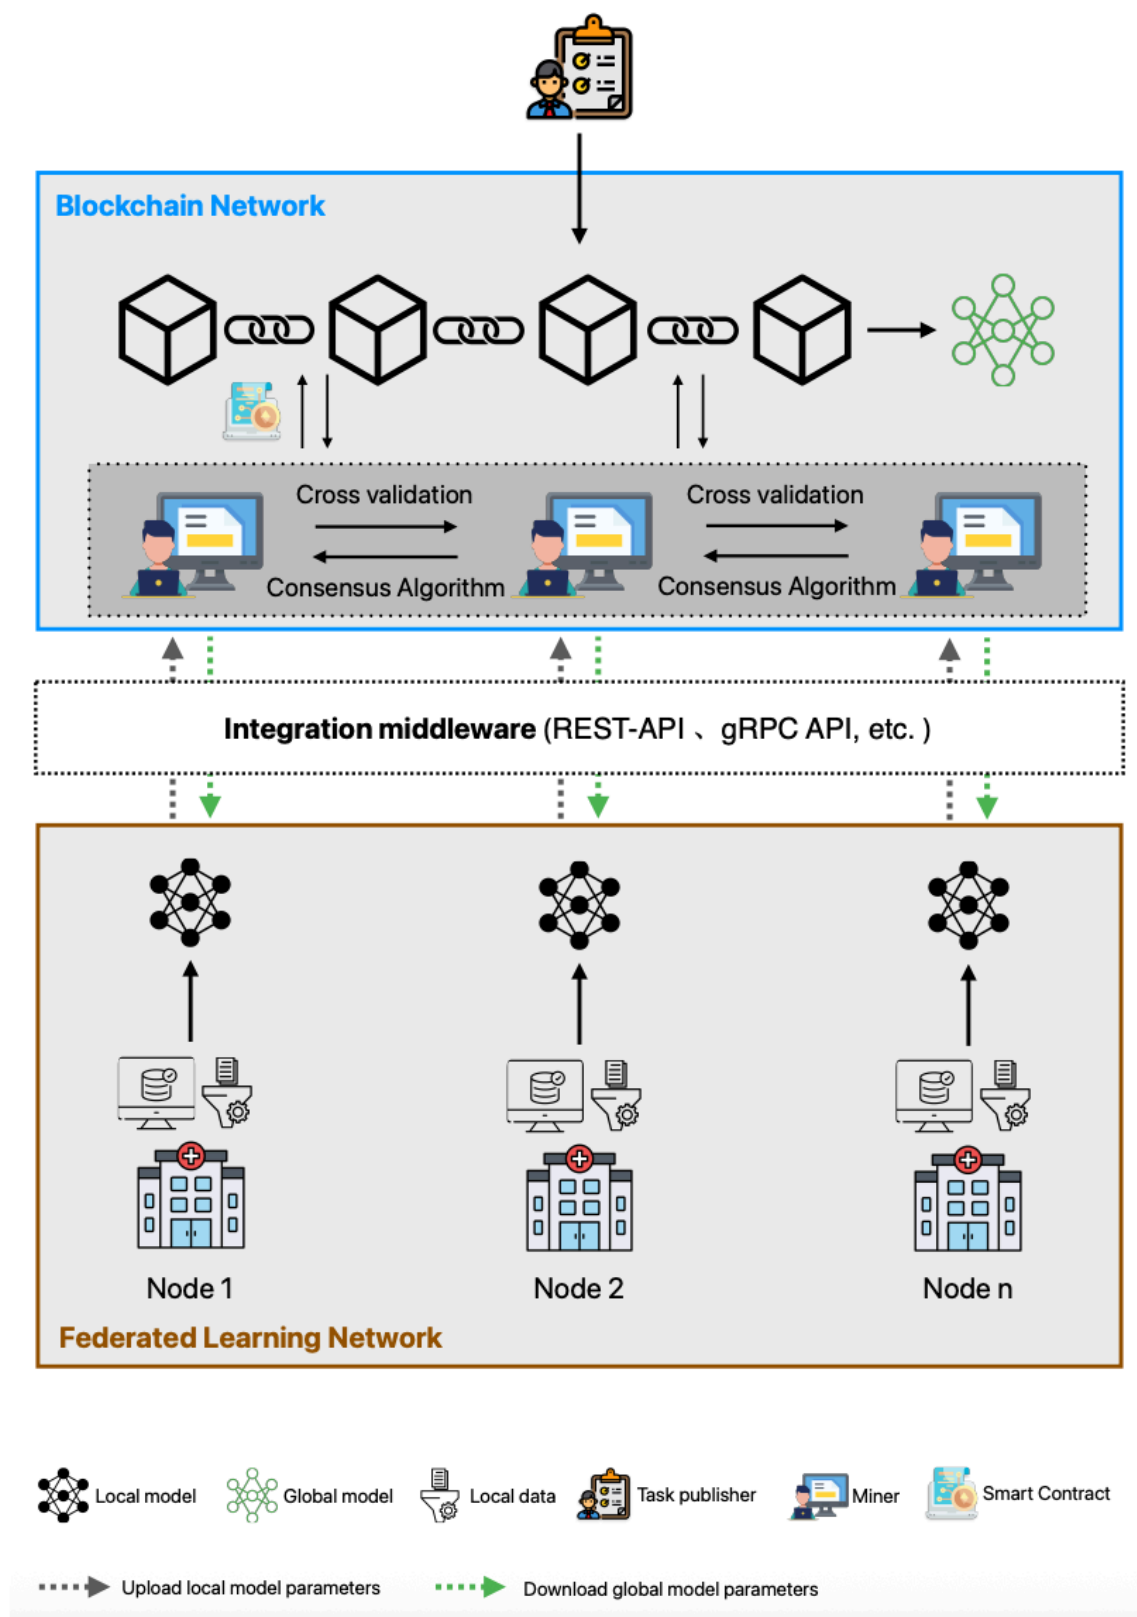 Blockchain Network
Cross validation
Cross validation
Consensus Algorithm
Consensus Algorithm
Integration middleware (REST-API 、gRPC API, etc. )
Node 1
Node 2
Node n
Federated Learning Network
Local model
Global model
Local data
Task publisher
Miner
Smart Contract
Upload local model parameters
Download global model parameters